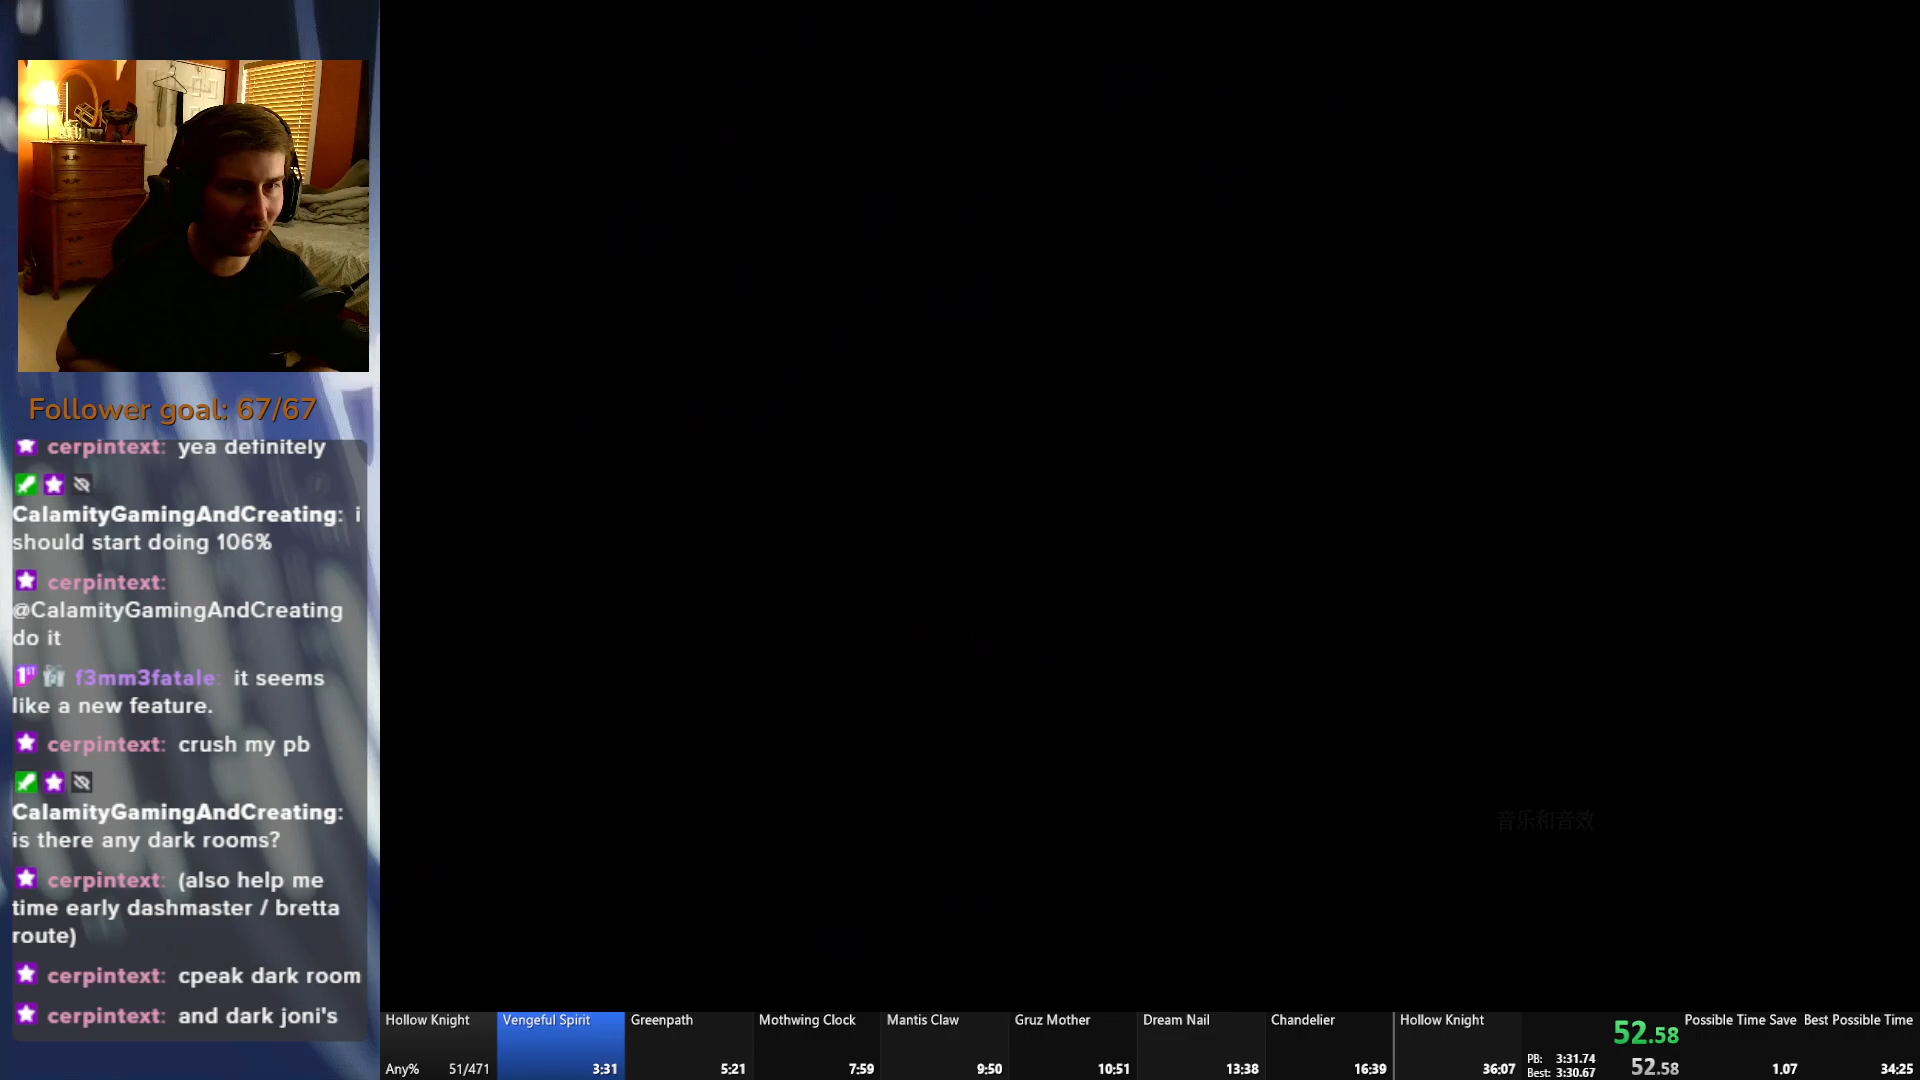 Follower goal: 67/67
cerpintext: yea definitely
CalamityGamingAndCreating: i
should start doing 106%
cerpintext:
@CalamityGamingAndCreating
do it
f3mm3fatale: it seems
like a new feature.
cerpintext: crush my pb
CalamityGamingAndCreating:
is there any dark rooms?
cerpintext: (also help me
time early dashmaster / bretta
route)
cerpintext: cpeak dark room
cerpintext: and dark joni's
音乐和音效
Hollow Knight
Any% 51/471
Vengeful Spirit
3:31
Greenpath
5:21
Mothwing Clock
7:59
Mantis Claw
9:50
Gruz Mother
10:51
Dream Nail
13:38
Chandelier
16:39
Hollow Knight
36:07
52.58
PB: 3:31.74
Best: 3:30.67
52.58
Possible Time Save
1.07
Best Possible Time
34:25